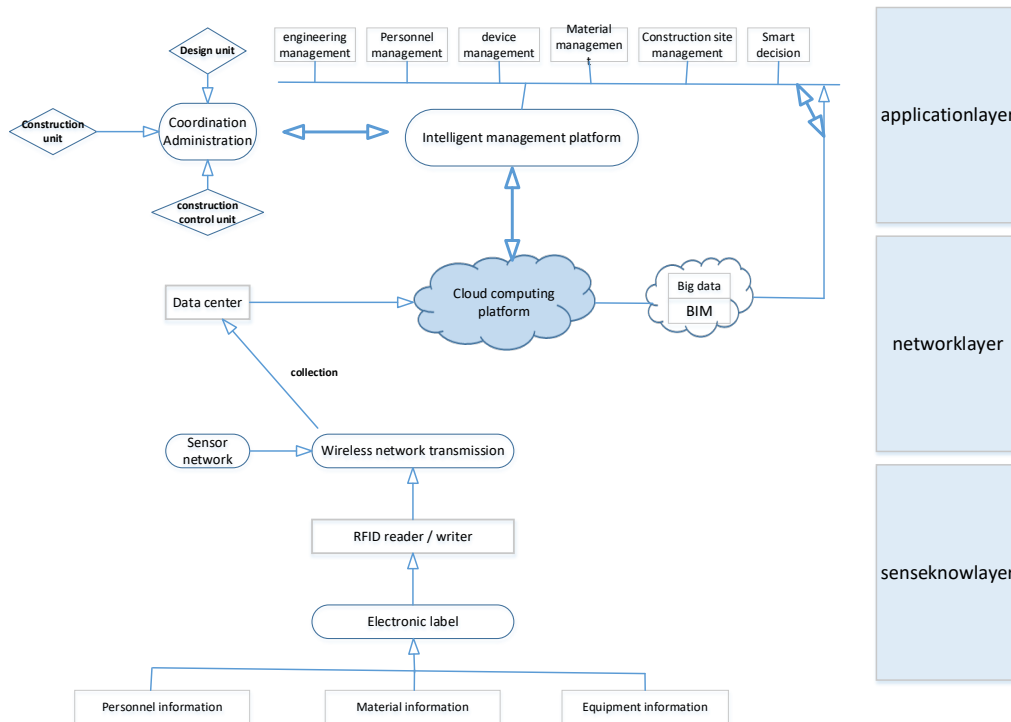 Design unit
engineering
management
Personnel
management
device
management
Material
managemen
t
Construction site
management
Smart
decision
applicationlayer
Construction
unit
Coordination
Administration
Intelligent management platform
construction
control unit
Data center
Cloud computing
platform
Big data
BIM
networklayer
collection
Sensor
network
Wireless network transmission
RFID reader / writer
senseknowlayer
Electronic label
Personnel information
Material information
Equipment information